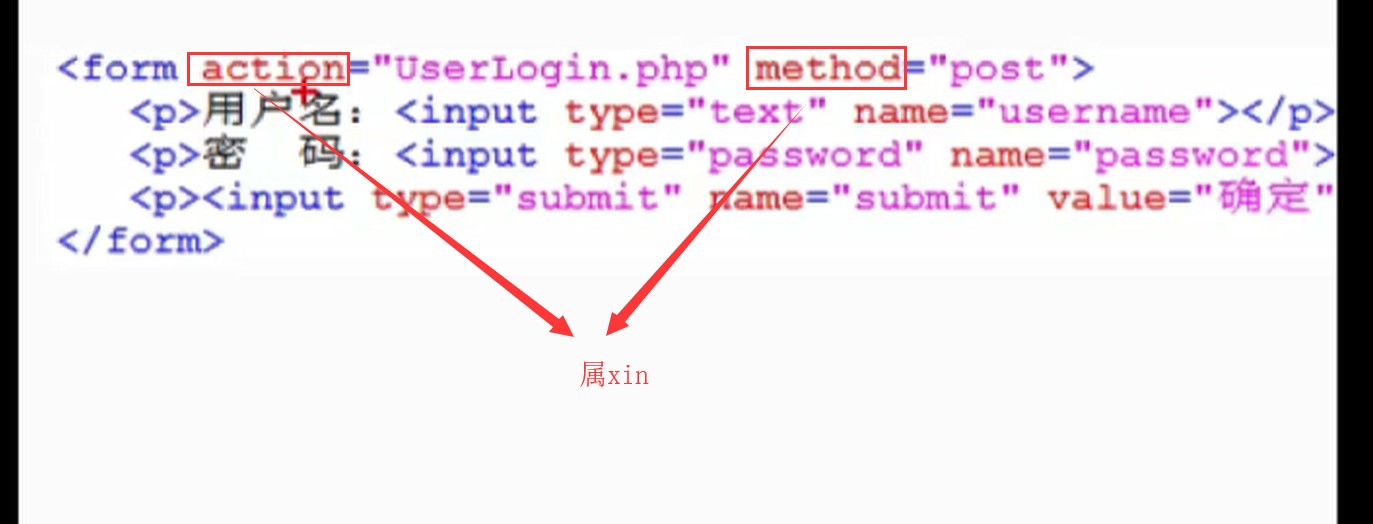 <form action="UserLogin.php" method="post">
<p>用户名：<input type="text" name="username"></p>
<p>密　码：<input type="password" name="password">
<p><input type="submit" name="submit" value="确定"
</form>
属xin